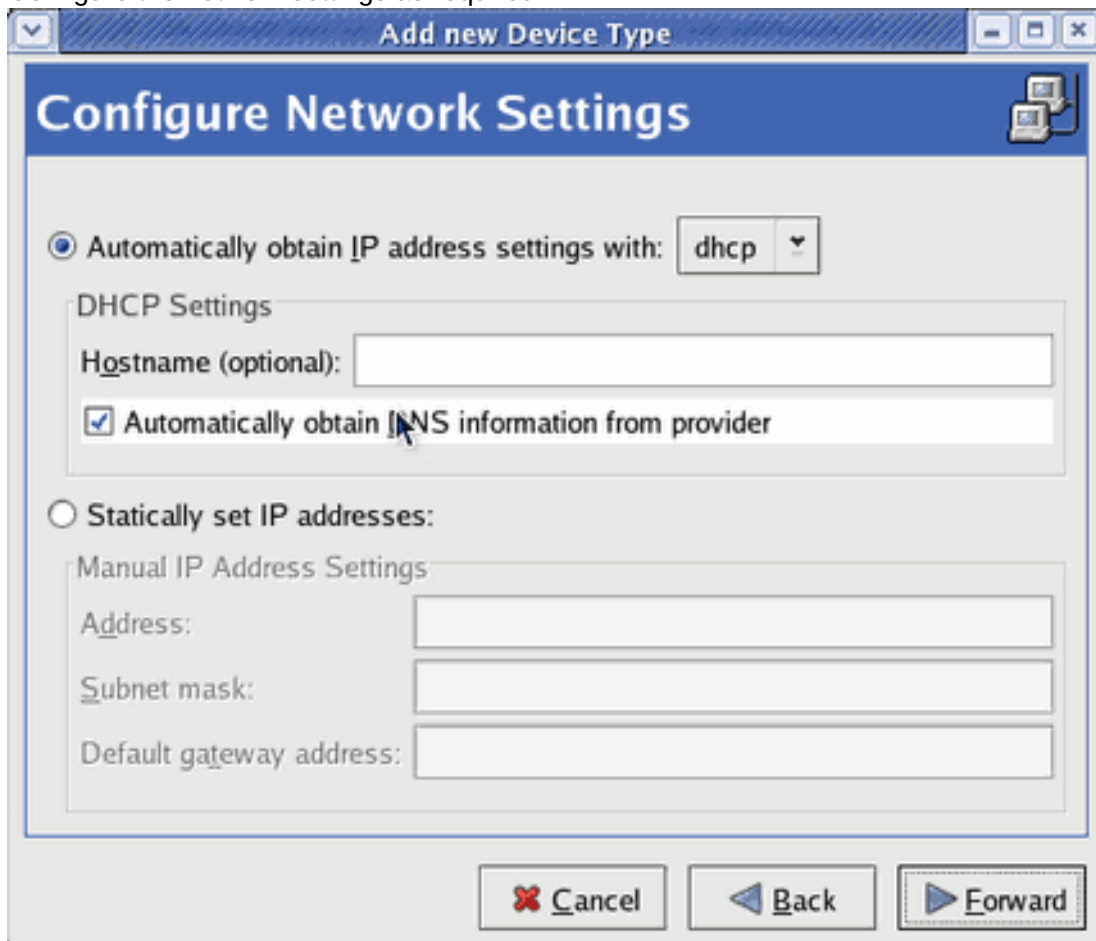 Add new Device Type
Configure Network Settings
Automatically obtain IP address settings with: dhcp
DHCP Settings
Hostname (optional):
Automatically obtain DNS information from provider
Statically set IP addresses:
Manual IP Address Settings
Address:
Subnet mask:
Default gateway address:
Cancel Back Forward